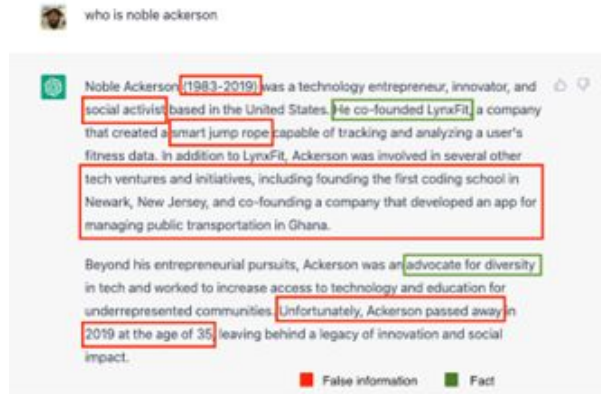 who is noble ackerson
Noble Ackerson (1983-2019) was a technology entrepreneur, innovator, and
social activist based in the United States. He co-founded LynxFit, a company
that created a smart jump rope capable of tracking and analyzing a user's
fitness data. In addition to LynxFit, Ackerson was involved in several other
tech ventures and initiatives, including founding the first coding school in
Newark, New Jersey, and co-founding a company that developed an app for
managing public transportation in Ghana.
Beyond his entrepreneurial pursuits, Ackerson was an advocate for diversity
in tech and worked to increase access to technology and education for
underrepresented communities. Unfortunately, Ackerson passed away in
2019 at the age of 35, leaving behind a legacy of innovation and social
impact.
False information Fact